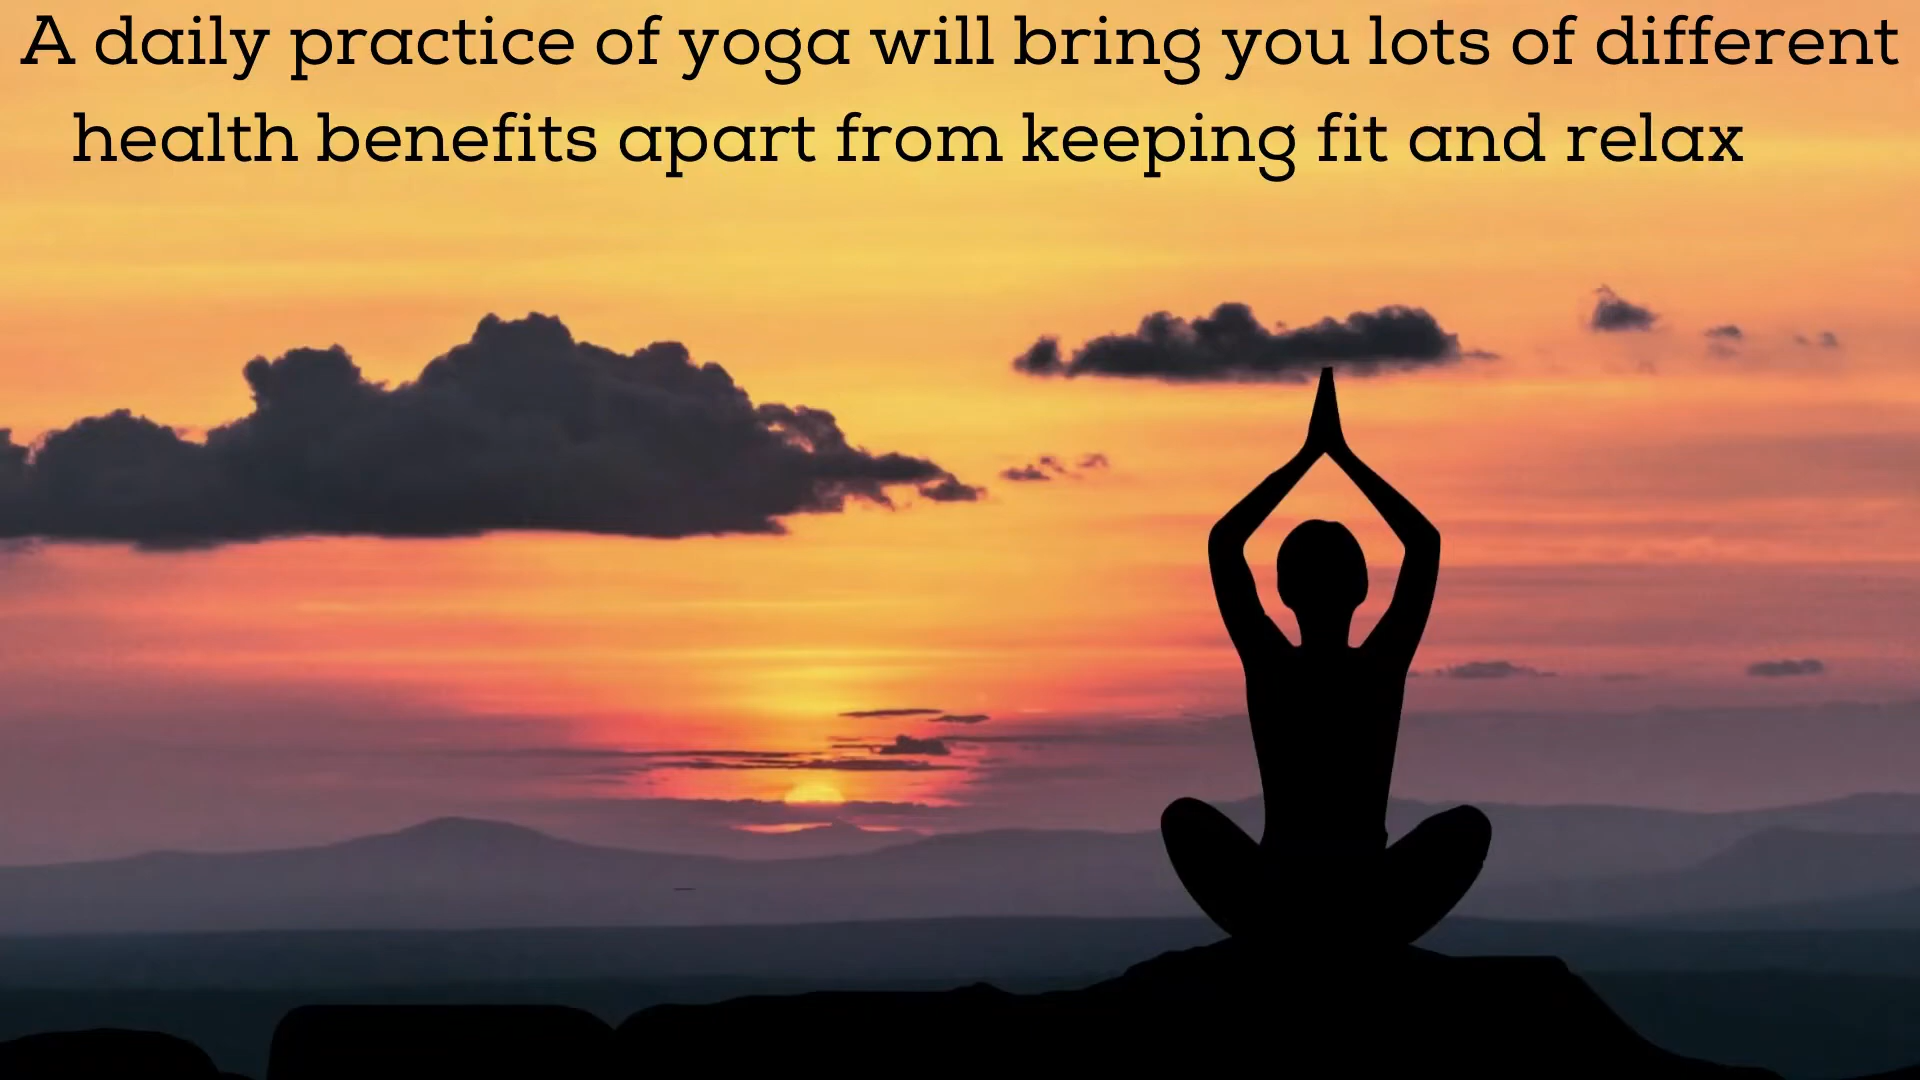 A daily practice of yoga will bring you lots of different
health benefits apart from keeping fit and relax